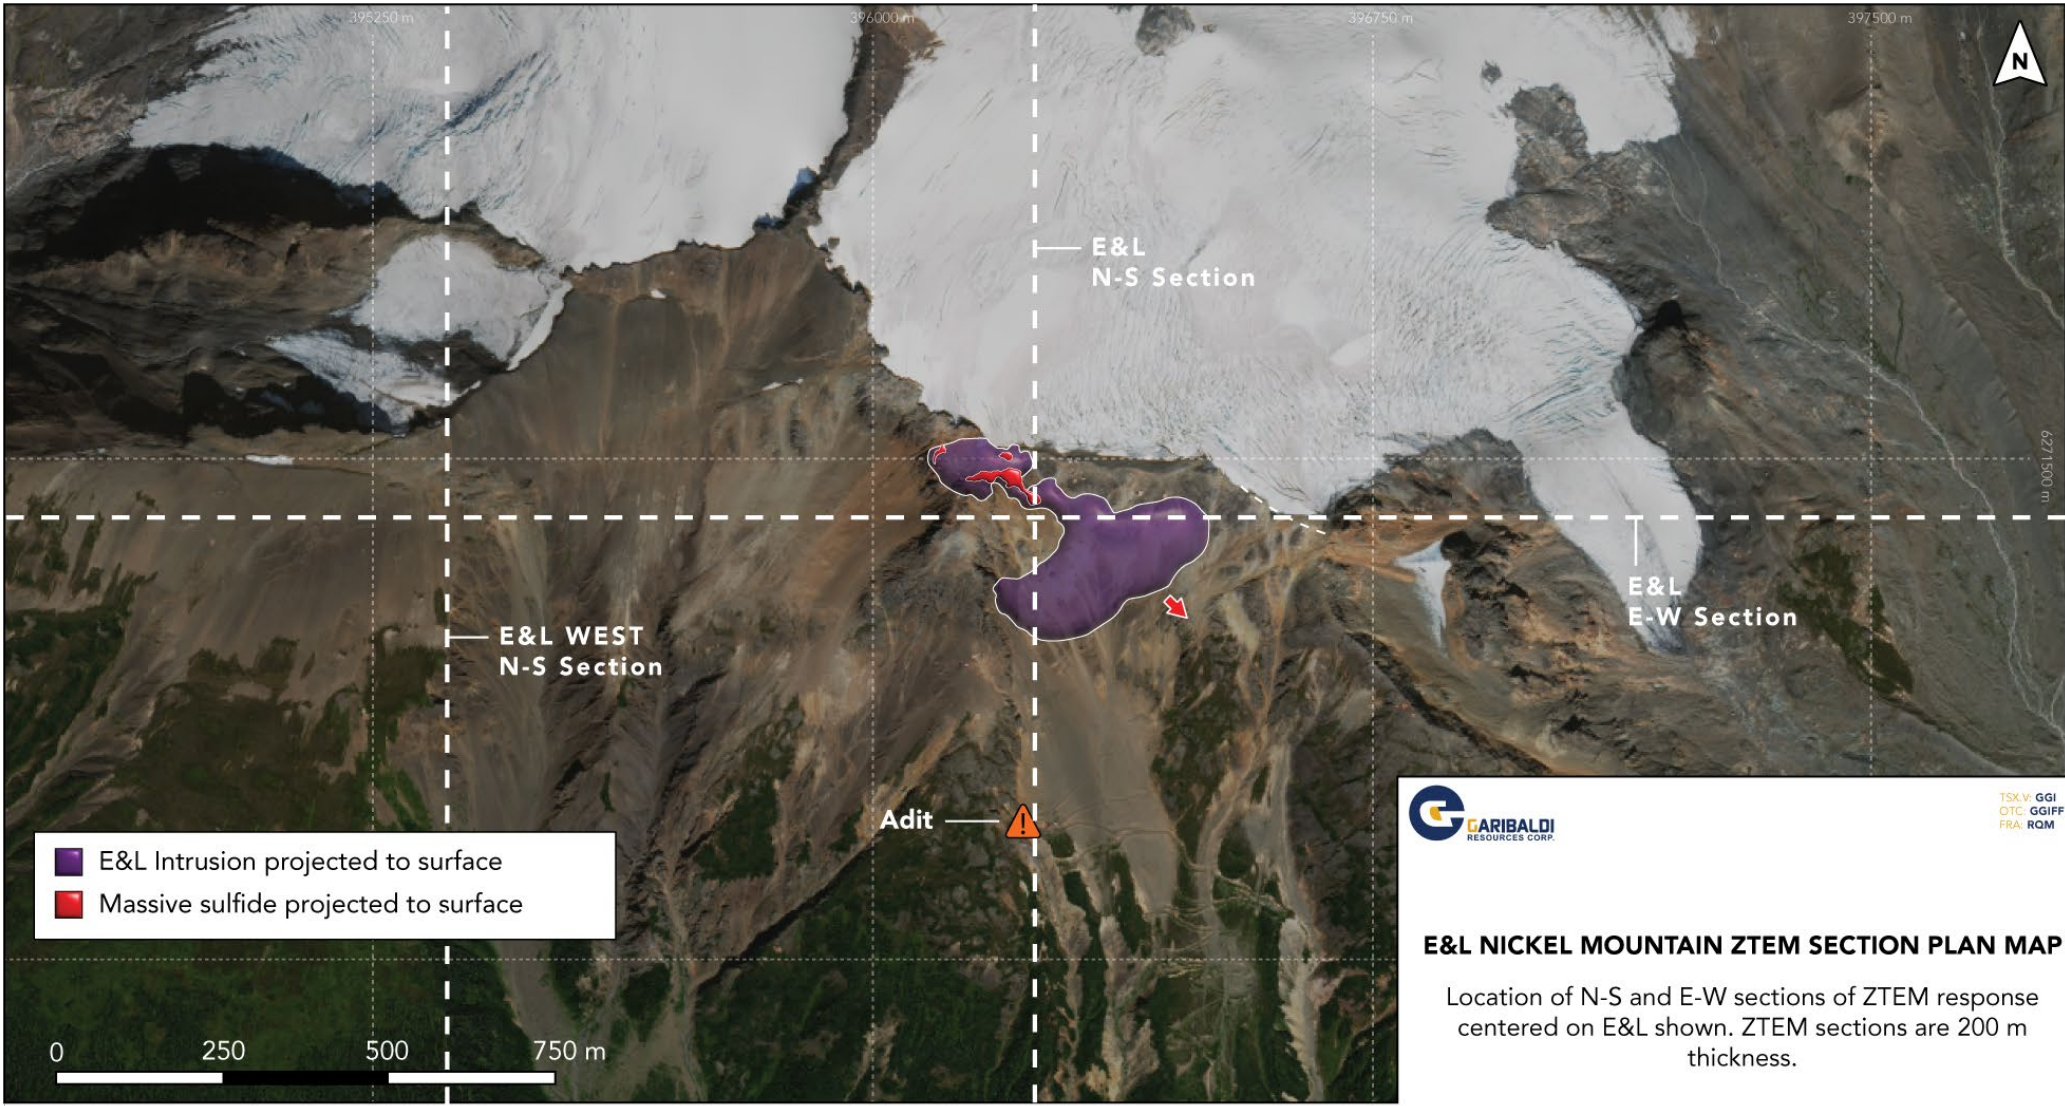 395250 m
396000 m
396750 m
397500 m
N
E&L
N-S Section
6271500 m
E&L
E-W Section
E&L WEST
N-S Section
Adit
E&L Intrusion projected to surface
Massive sulfide projected to surface
0 250 500 750 m
GARIBALDI
RESOURCES CORP.
TSX.V: GGI
OTC: GGIFF
FRA: RQM
E&L NICKEL MOUNTAIN ZTEM SECTION PLAN MAP
Location of N-S and E-W sections of ZTEM response
centered on E&L shown. ZTEM sections are 200 m
thickness.